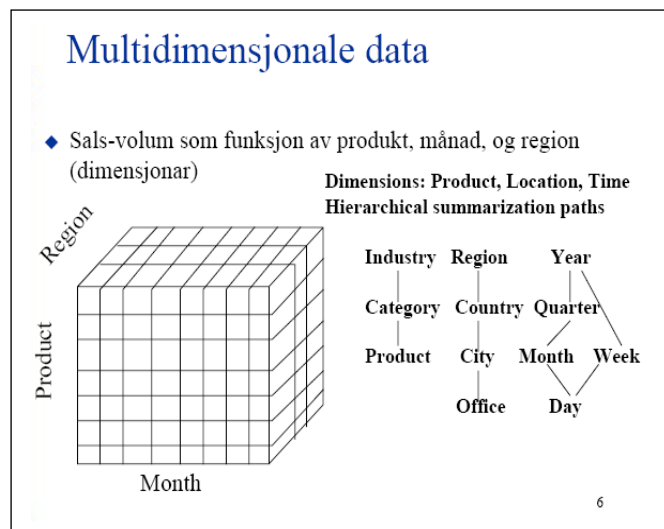 Multidimensjonale data
◆ Sals-volum som funksjon av produkt, månad, og region
(dimensjonar)
Dimensions: Product, Location, Time
Hierarchical summarization paths
Region
Product
Month
Industry Region Year
Category Country Quarter
Product City Month Week
Office Day
6